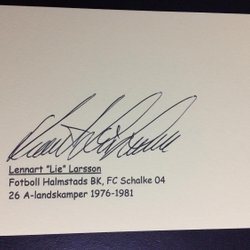 Lennart "Lie" Larsson
Fotboll Halmstads BK, FC Schalke 04
26 A-landskamper 1976-1981